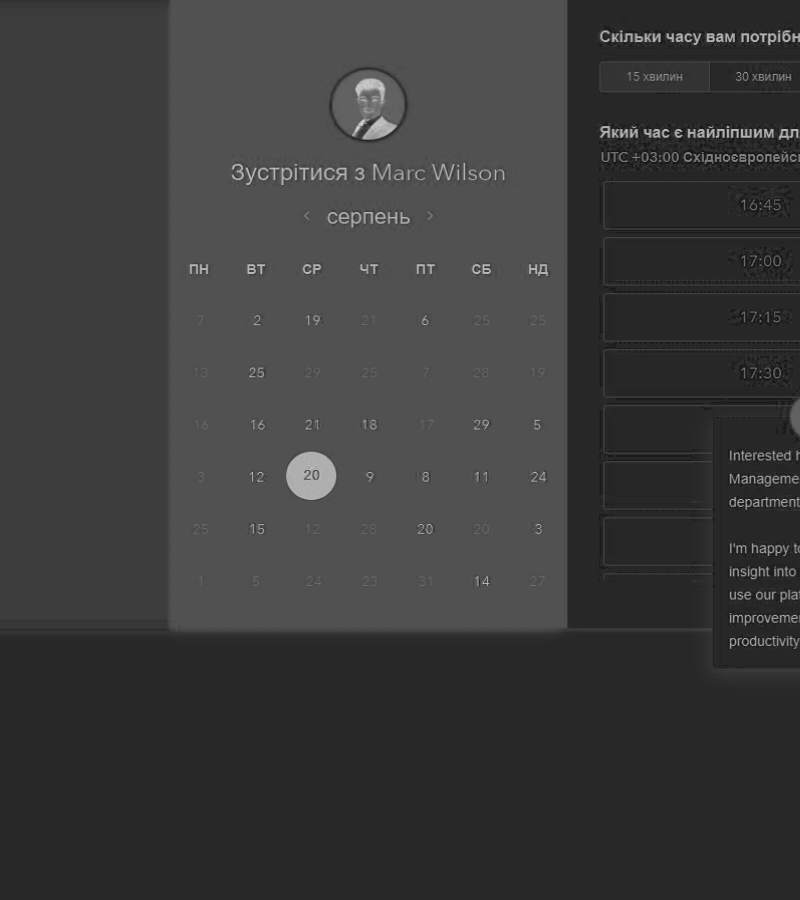 Зустрітися з Marc Wilson
‹ серпень ›
ПН ВТ СР ЧТ ПТ СБ НД
7 2 19 21 6 25 25
13 25 29 25 7 28 19
16 16 21 18 17 29 5
3 12 20 9 8 11 24
25 15 12 28 20 20 3
1 5 24 23 31 14 27
Скільки часу вам потрібн
15 хвилин 30 хвилин
Який час є найліпшим дл
UTC +03:00 Східноєвропейсь
16:45
17:00
17:15
17:30
Interested h
Manageme
department
I'm happy to
insight into
use our plat
improvemen
productivity